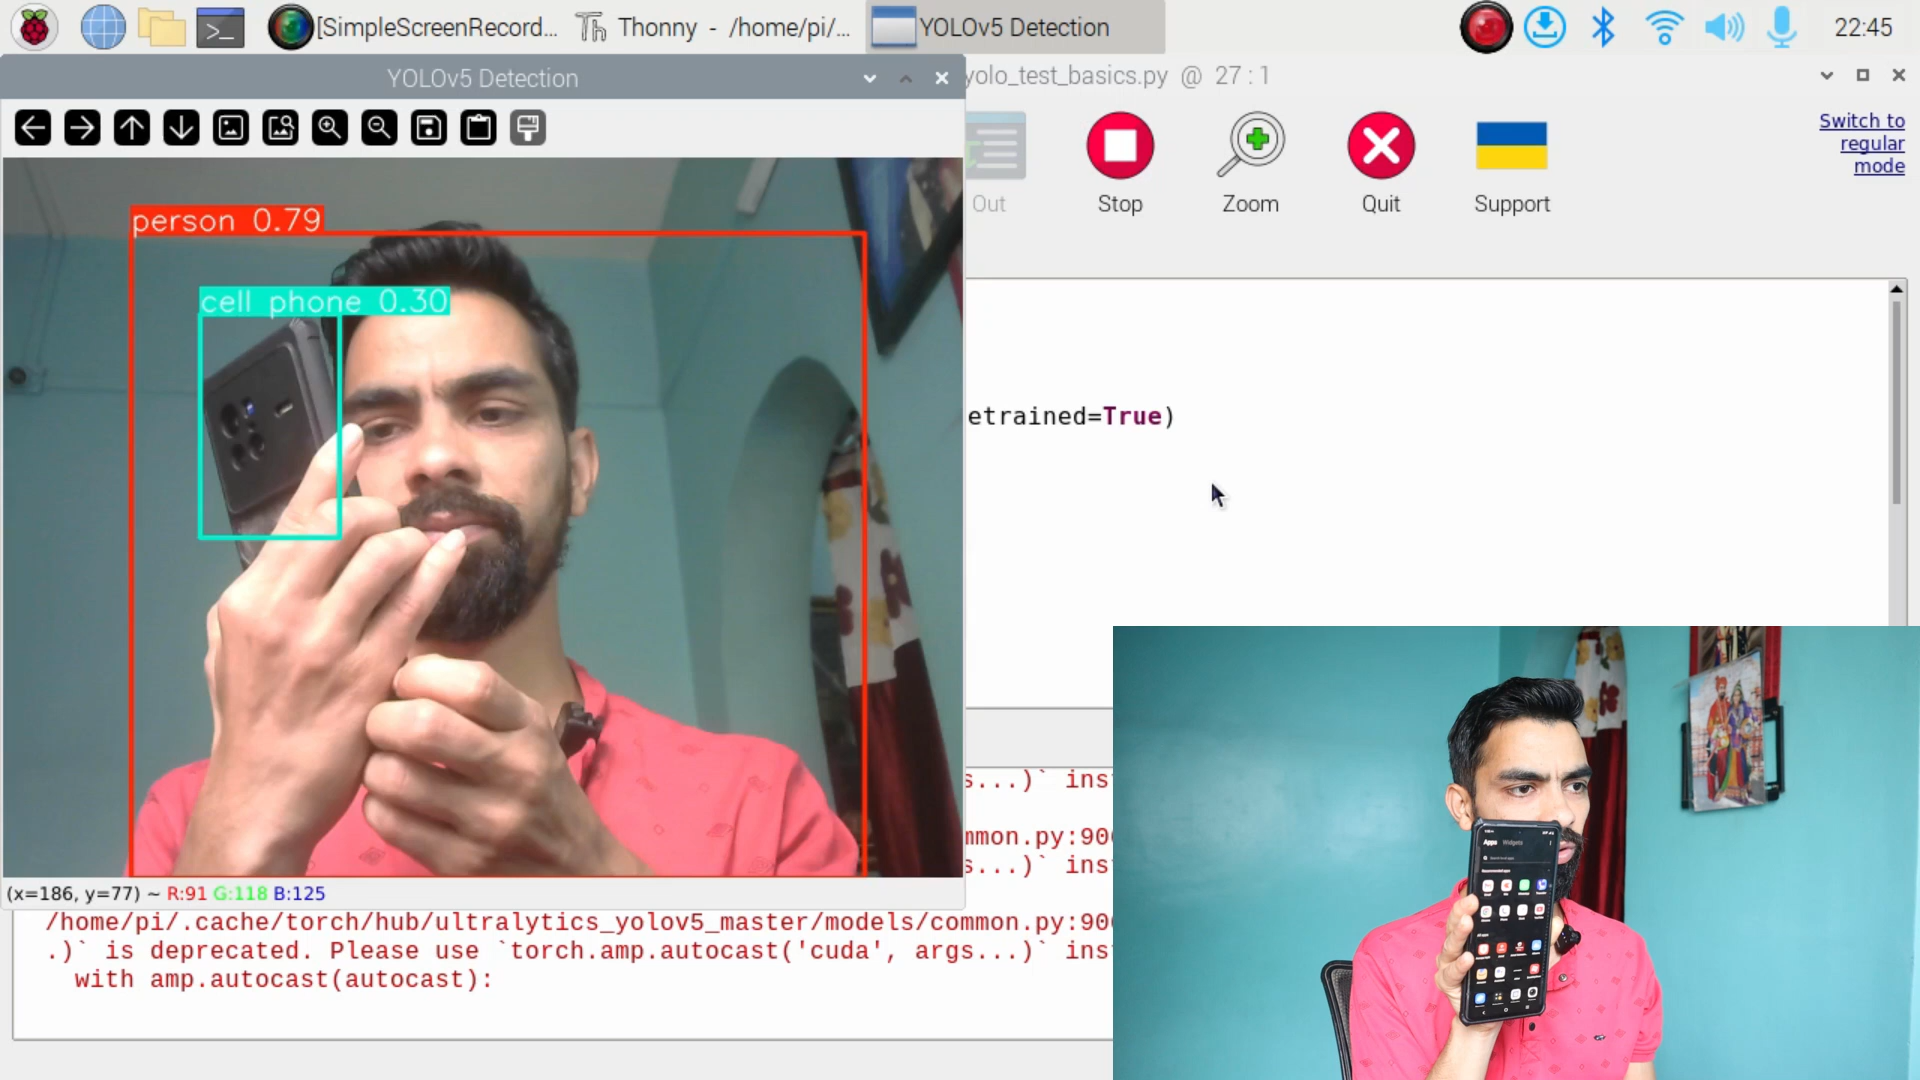 [SimpleScreenRecord...
Thonny - /home/pi/...
YOLOv5 Detection
22:45
YOLOv5 Detection
yolo_test_basics.py @ 27:1
Switch to
regular
mode
Out
Stop
Zoom
Quit
Support
person 0.79
cell phone 0.30
etrained=True)
s...)` ins
mmon.py:90
s...)` ins
(x=186, y=77) ~ R:91 G:118 B:125
/home/pi/.cache/torch/hub/ultralytics_yolov5_master/models/common.py:90
.)` is deprecated. Please use `torch.amp.autocast('cuda', args...)` ins
with amp.autocast(autocast):
Apps Widgets